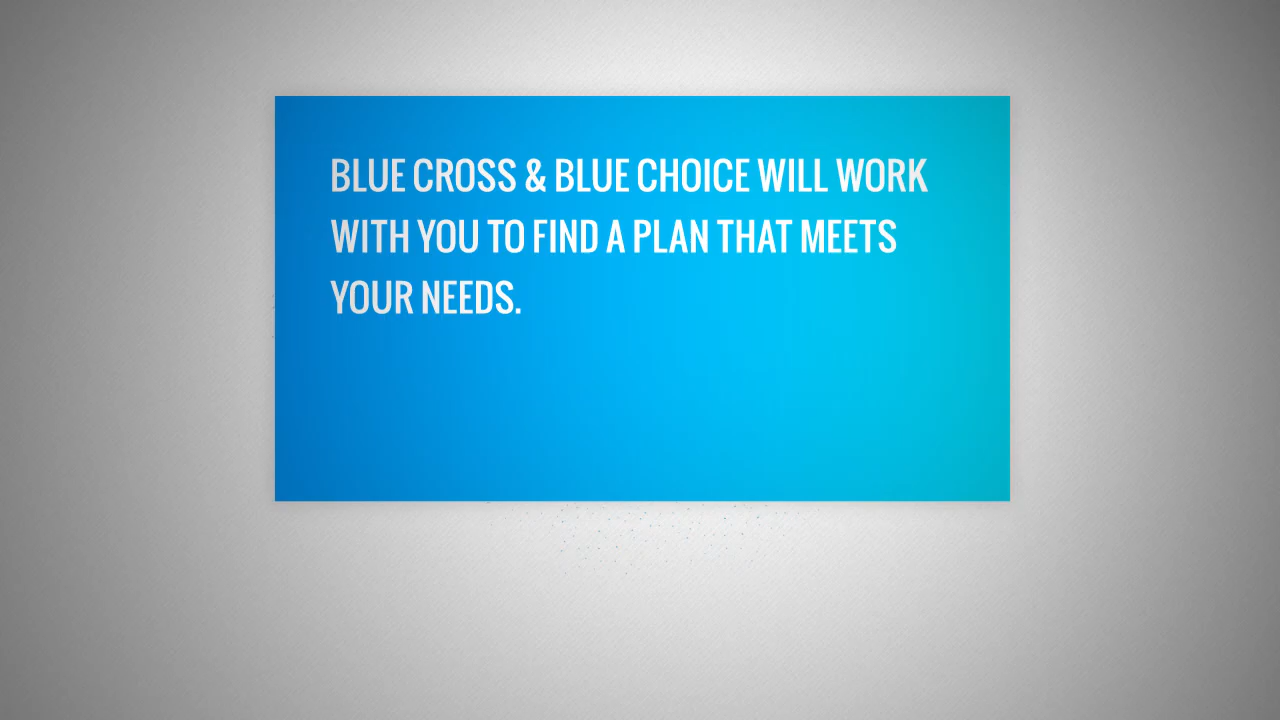 BLUE CROSS & BLUE CHOICE WILL WORK
WITH YOU TO FIND A PLAN THAT MEETS
YOUR NEEDS.